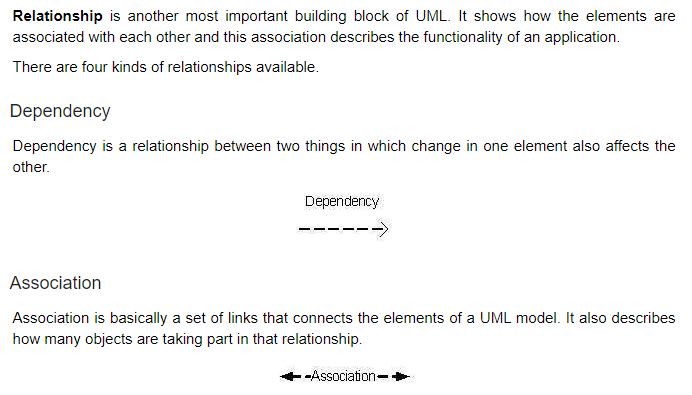 Relationship is another most important building block of UML. It shows how the elements are
associated with each other and this association describes the functionality of an application.
There are four kinds of relationships available.
Dependency
Dependency is a relationship between two things in which change in one element also affects the
other.
Dependency
Association
Association is basically a set of links that connects the elements of a UML model. It also describes
how many objects are taking part in that relationship.
Association